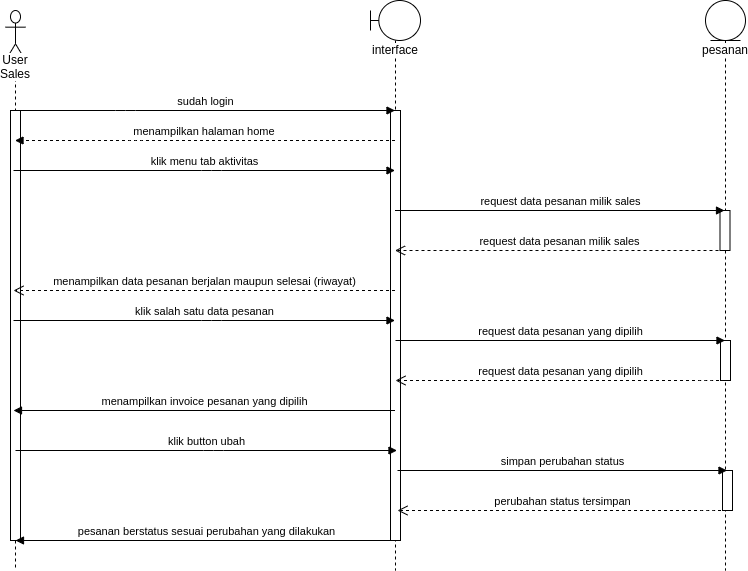 User
Sales
interface
pesanan
sudah login
menampilkan halaman home
klik menu tab aktivitas
request data pesanan milik sales
request data pesanan milik sales
menampilkan data pesanan berjalan maupun selesai (riwayat)
klik salah satu data pesanan
request data pesanan yang dipilih
request data pesanan yang dipilih
menampilkan invoice pesanan yang dipilih
klik button ubah
simpan perubahan status
perubahan status tersimpan
pesanan berstatus sesuai perubahan yang dilakukan